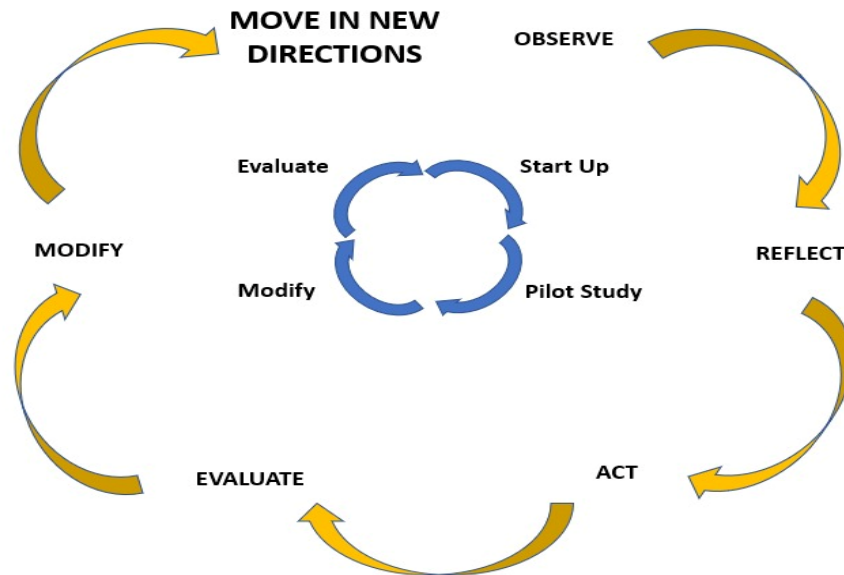 MOVE IN NEW
DIRECTIONS
OBSERVE
Evaluate
Start Up
MODIFY
REFLECT
Modify
Pilot Study
EVALUATE
ACT